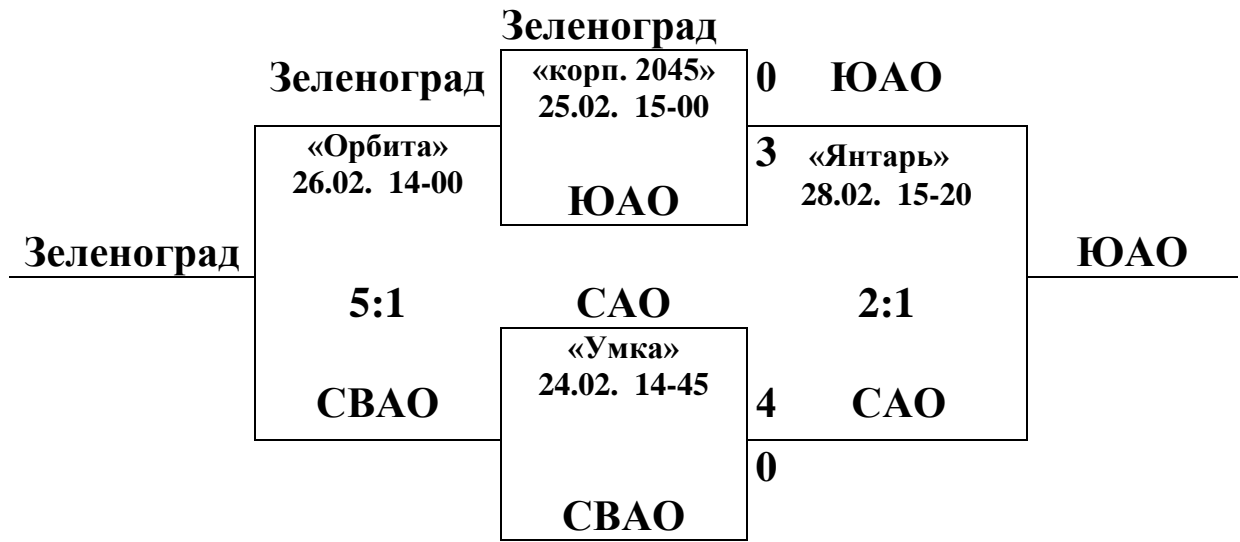 Зеленоград
Зеленоград «корп. 2045» 0 ЮАО
25.02. 15-00
«Орбита» 3 «Янтарь»
26.02. 14-00 28.02. 15-20
ЮАО
Зеленоград ЮАО
5:1 САО 2:1
«Умка»
24.02. 14-45
СВАО 4 САО
0
СВАО